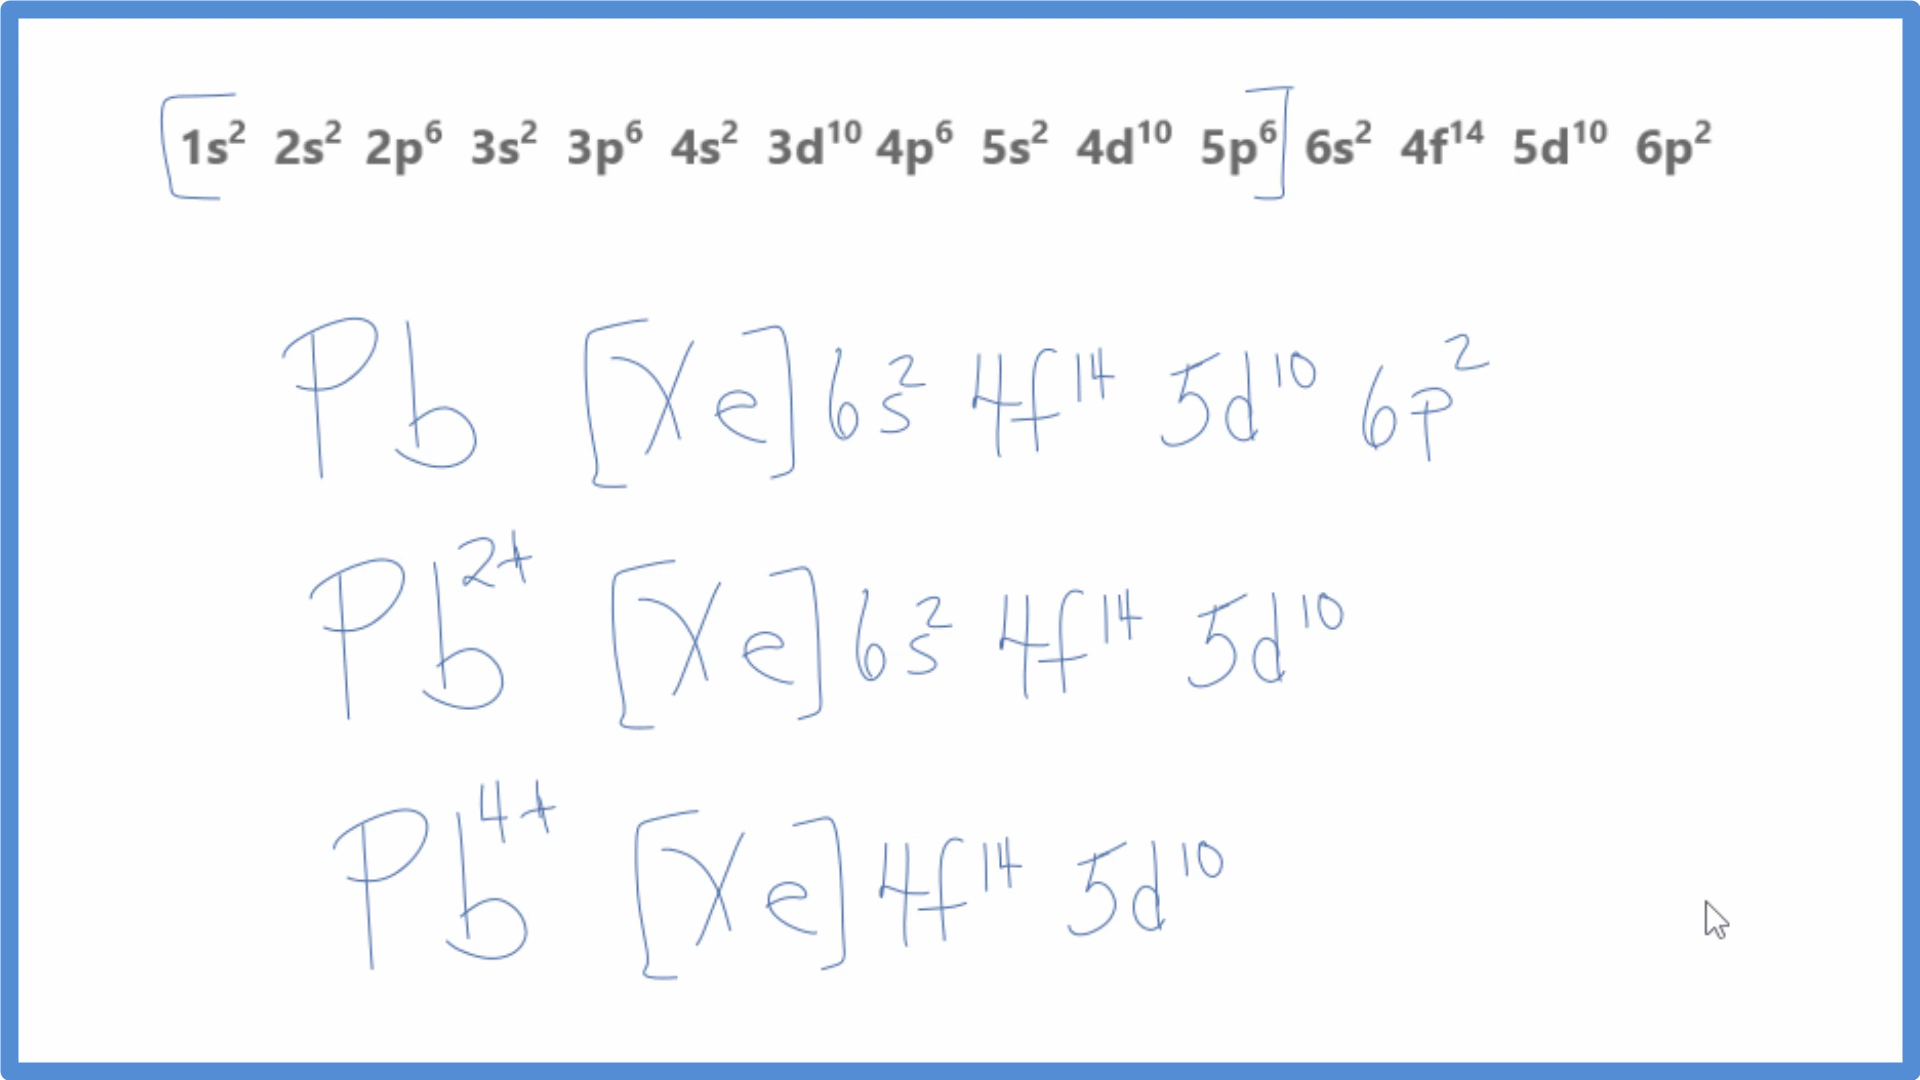 [1s² 2s² 2p⁶ 3s² 3p⁶ 4s² 3d¹⁰ 4p⁶ 5s² 4d¹⁰ 5p⁶] 6s² 4f¹⁴ 5d¹⁰ 6p²
Pb [Xe] 6s² 4f¹⁴ 5d¹⁰ 6p²
Pb²⁺ [Xe] 6s² 4f¹⁴ 5d¹⁰
Pb⁴⁺ [Xe] 4f¹⁴ 5d¹⁰